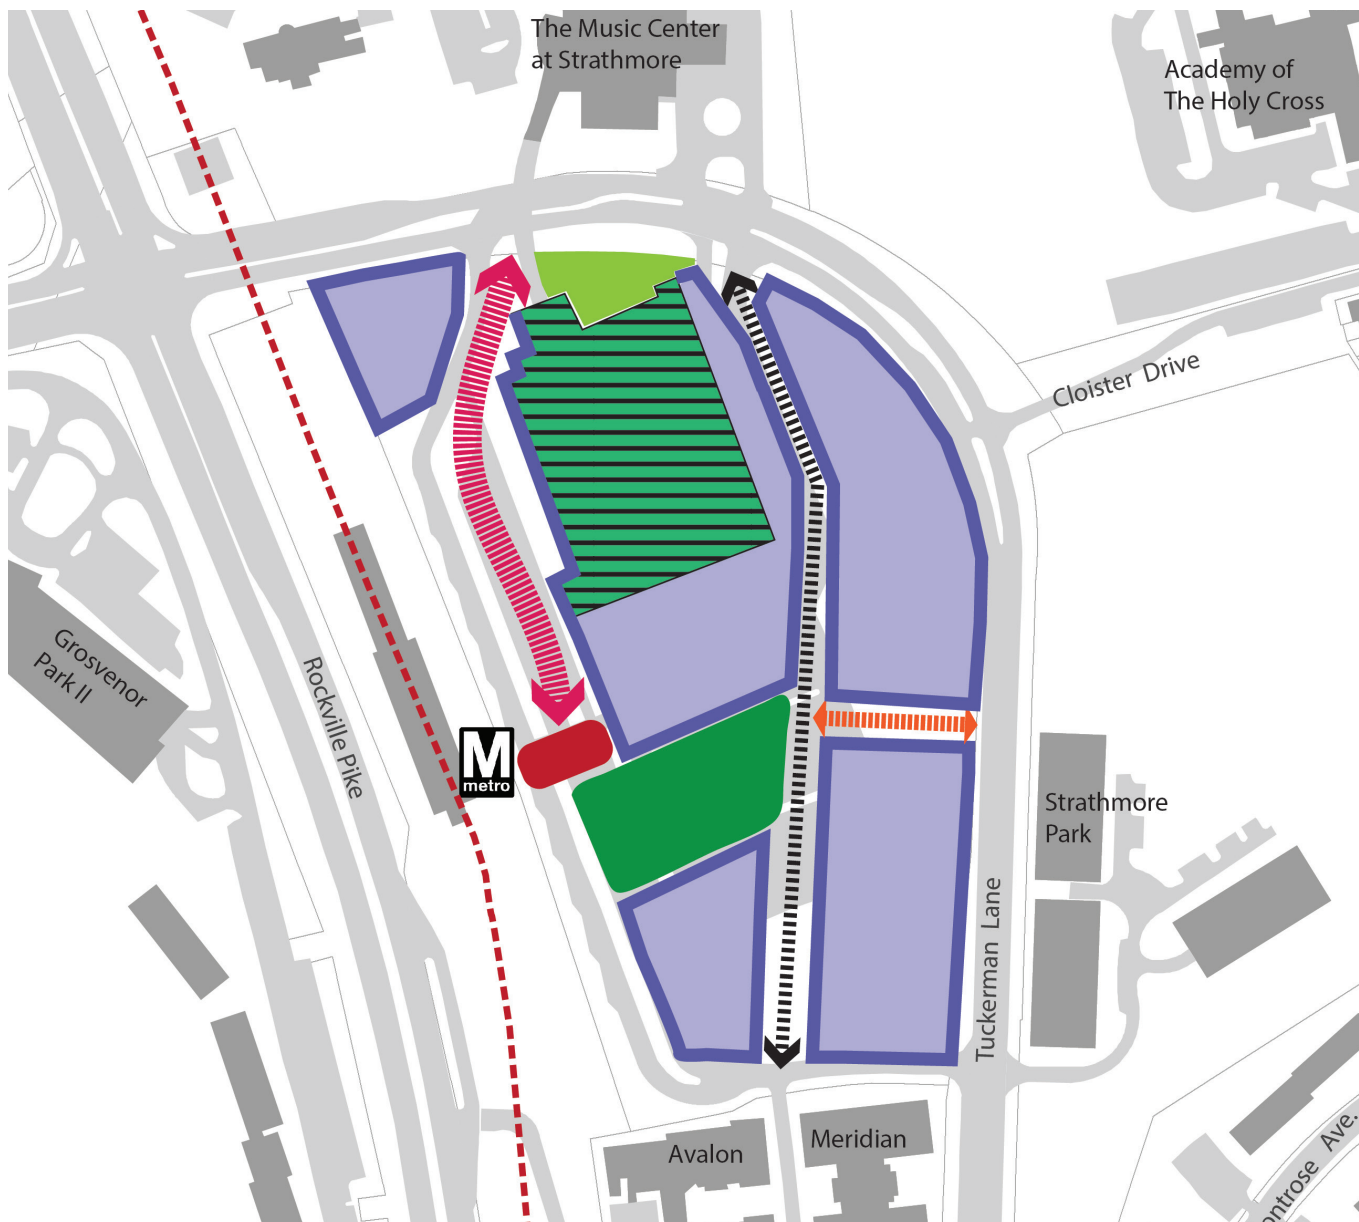 The Music Center
at Strathmore
Academy of
The Holy Cross
Cloister Drive
Grosvenor
Park II
Rockville Pike
M
metro
Strathmore
Park
Tuckerman Lane
Avalon
Meridian
Ave.